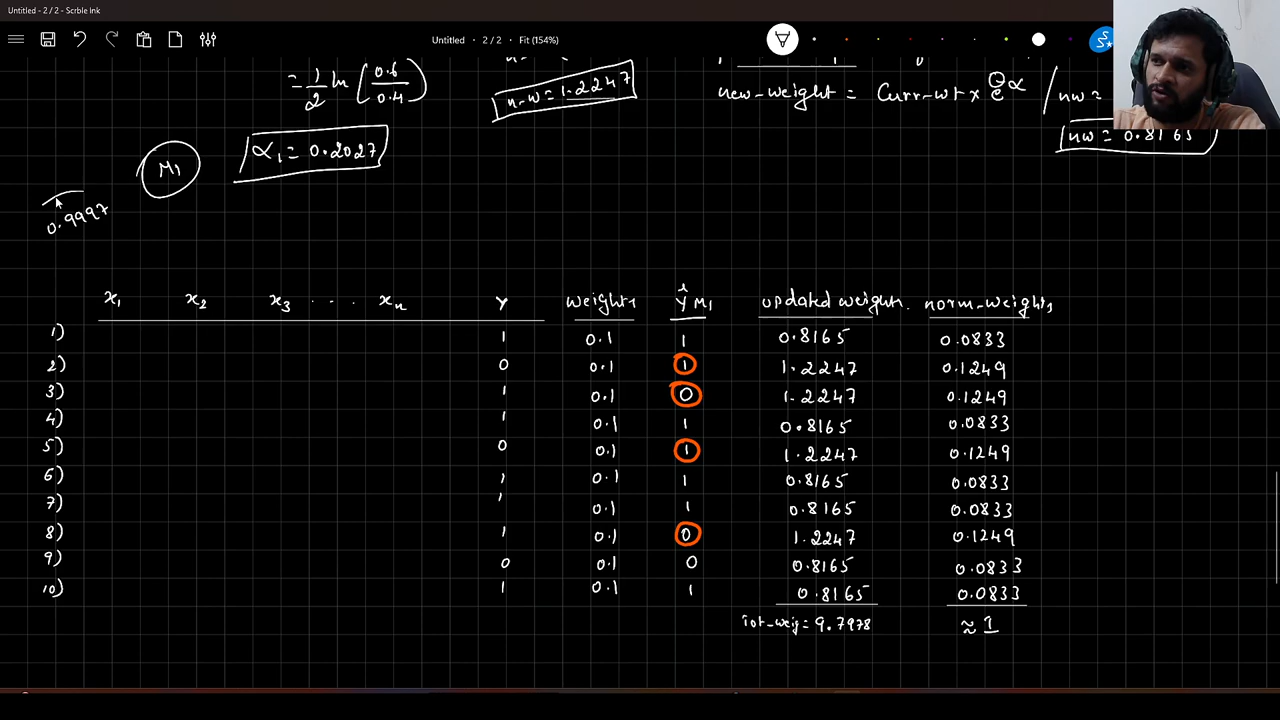 Untitled - 2 / 2 - Scrble Ink
Untitled • 2 / 2 • Fit (154%)
= 1/2 ln (0.6/0.4)
n-w = 1.2247
new-weight = Curr-wt × e^-α / nw =
nw = 0.8165
M1
α1 = 0.2027
0.9997
x1 x2 x3 ... xn Y weights ŷ M1 updated weights. norm-weights
1) 1 0.1 1 0.8165 0.0833
2) 0 0.1 1 1.2247 0.1249
3) 1 0.1 0 1.2247 0.1249
4) 1 0.1 1 0.8165 0.0833
5) 0 0.1 1 1.2247 0.1249
6) 1 0.1 1 0.8165 0.0833
7) 1 0.1 1 0.8165 0.0833
8) 1 0.1 0 1.2247 0.1249
9) 0 0.1 0 0.8165 0.0833
10) 1 0.1 1 0.8165 0.0833
Tot-weig = 9.7978 ≈ 1